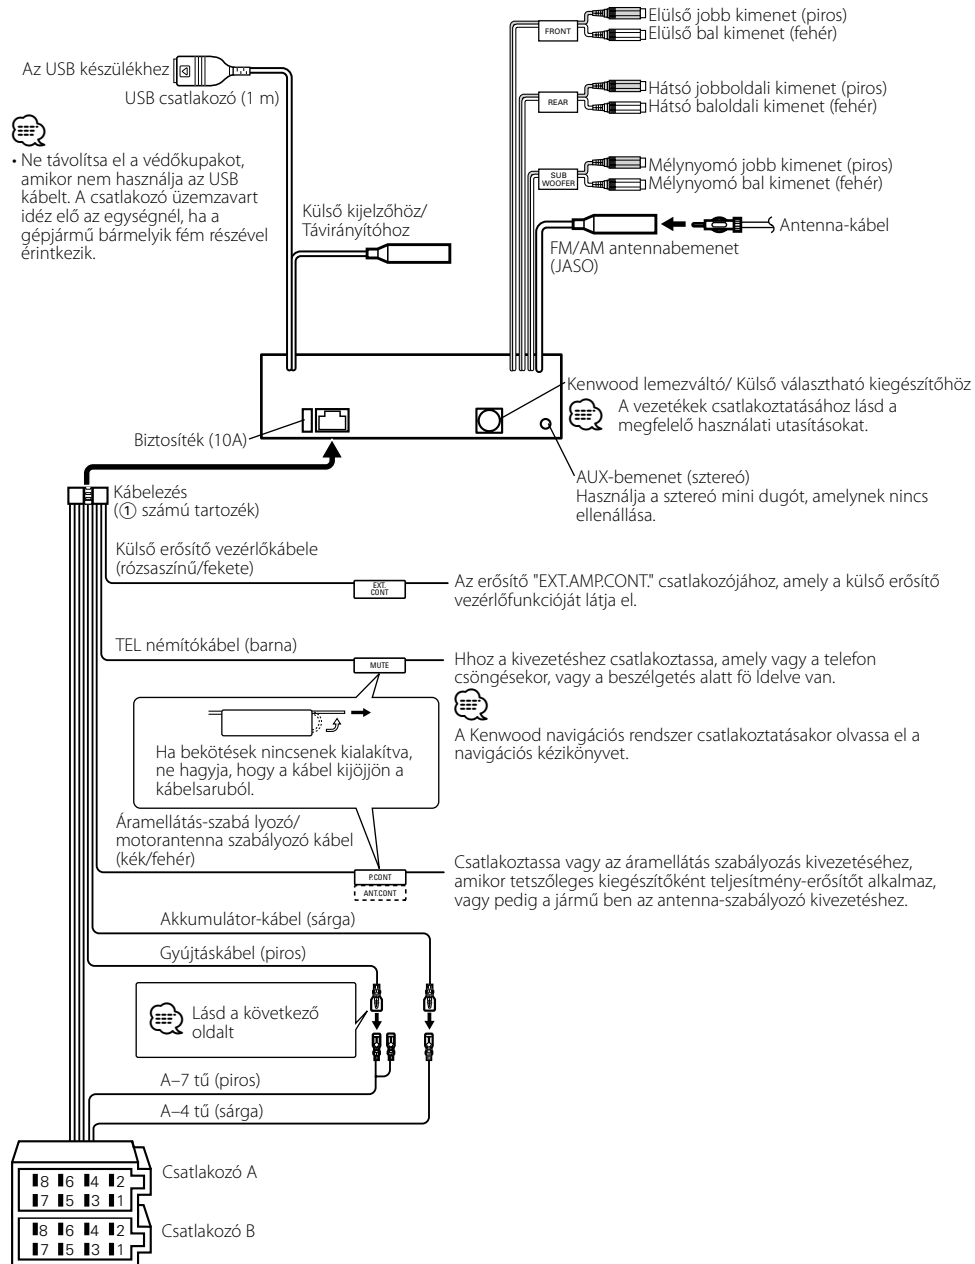 Az USB készülékhez
USB csatlakozó (1 m)
• Ne távolítsa el a védőkupakot,
amikor nem használja az USB
kábelt. A csatlakozó üzemzavart
idéz elő az egységnél, ha a
gépjármű bármelyik fém részével
érintkezik.
Külső kijelzőhöz/
Távirányítóhoz
FRONT
Elülső jobb kimenet (piros)
Elülső bal kimenet (fehér)
REAR
Hátsó jobboldali kimenet (piros)
Hátsó baloldali kimenet (fehér)
SUB
WOOFER
Mélynyomó jobb kimenet (piros)
Mélynyomó bal kimenet (fehér)
Antenna-kábel
FM/AM antennabemenet
(JASO)
Kenwood lemezváltó/ Külső választható kiegészítőhöz
A vezetékek csatlakoztatásához lásd a
megfelelő használati utasításokat.
Biztosíték (10A)
AUX-bemenet (sztereó)
Használja a sztereó mini dugót, amelynek nincs
ellenállása.
Kábelezés
(① számú tartozék)
Külső erősítő vezérlőkábele
(rózsaszínű/fekete)
EXT.
CONT
Az erősítő "EXT.AMP.CONT." csatlakozójához, amely a külső erősítő
vezérlőfunkcióját látja el.
TEL némítókábel (barna)
MUTE
Hhoz a kivezetéshez csatlakoztassa, amely vagy a telefon
csöngésekor, vagy a beszélgetés alatt fö ldelve van.
A Kenwood navigációs rendszer csatlakoztatásakor olvassa el a
navigációs kézikönyvet.
Ha bekötések nincsenek kialakítva,
ne hagyja, hogy a kábel kijöjjön a
kábelsaruból.
Áramellátás-szabá lyozó/
motorantenna szabályozó kábel
(kék/fehér)
P.CONT
ANT.CONT
Csatlakoztassa vagy az áramellátás szabályozás kivezetéséhez,
amikor tetszőleges kiegészítőként teljesítmény-erősítőt alkalmaz,
vagy pedig a jármű ben az antenna-szabályozó kivezetéshez.
Akkumulátor-kábel (sárga)
Gyújtáskábel (piros)
Lásd a következő
oldalt
A–7 tű (piros)
A–4 tű (sárga)
Csatlakozó A
8 6 4 2
7 5 3 1
Csatlakozó B
8 6 4 2
7 5 3 1